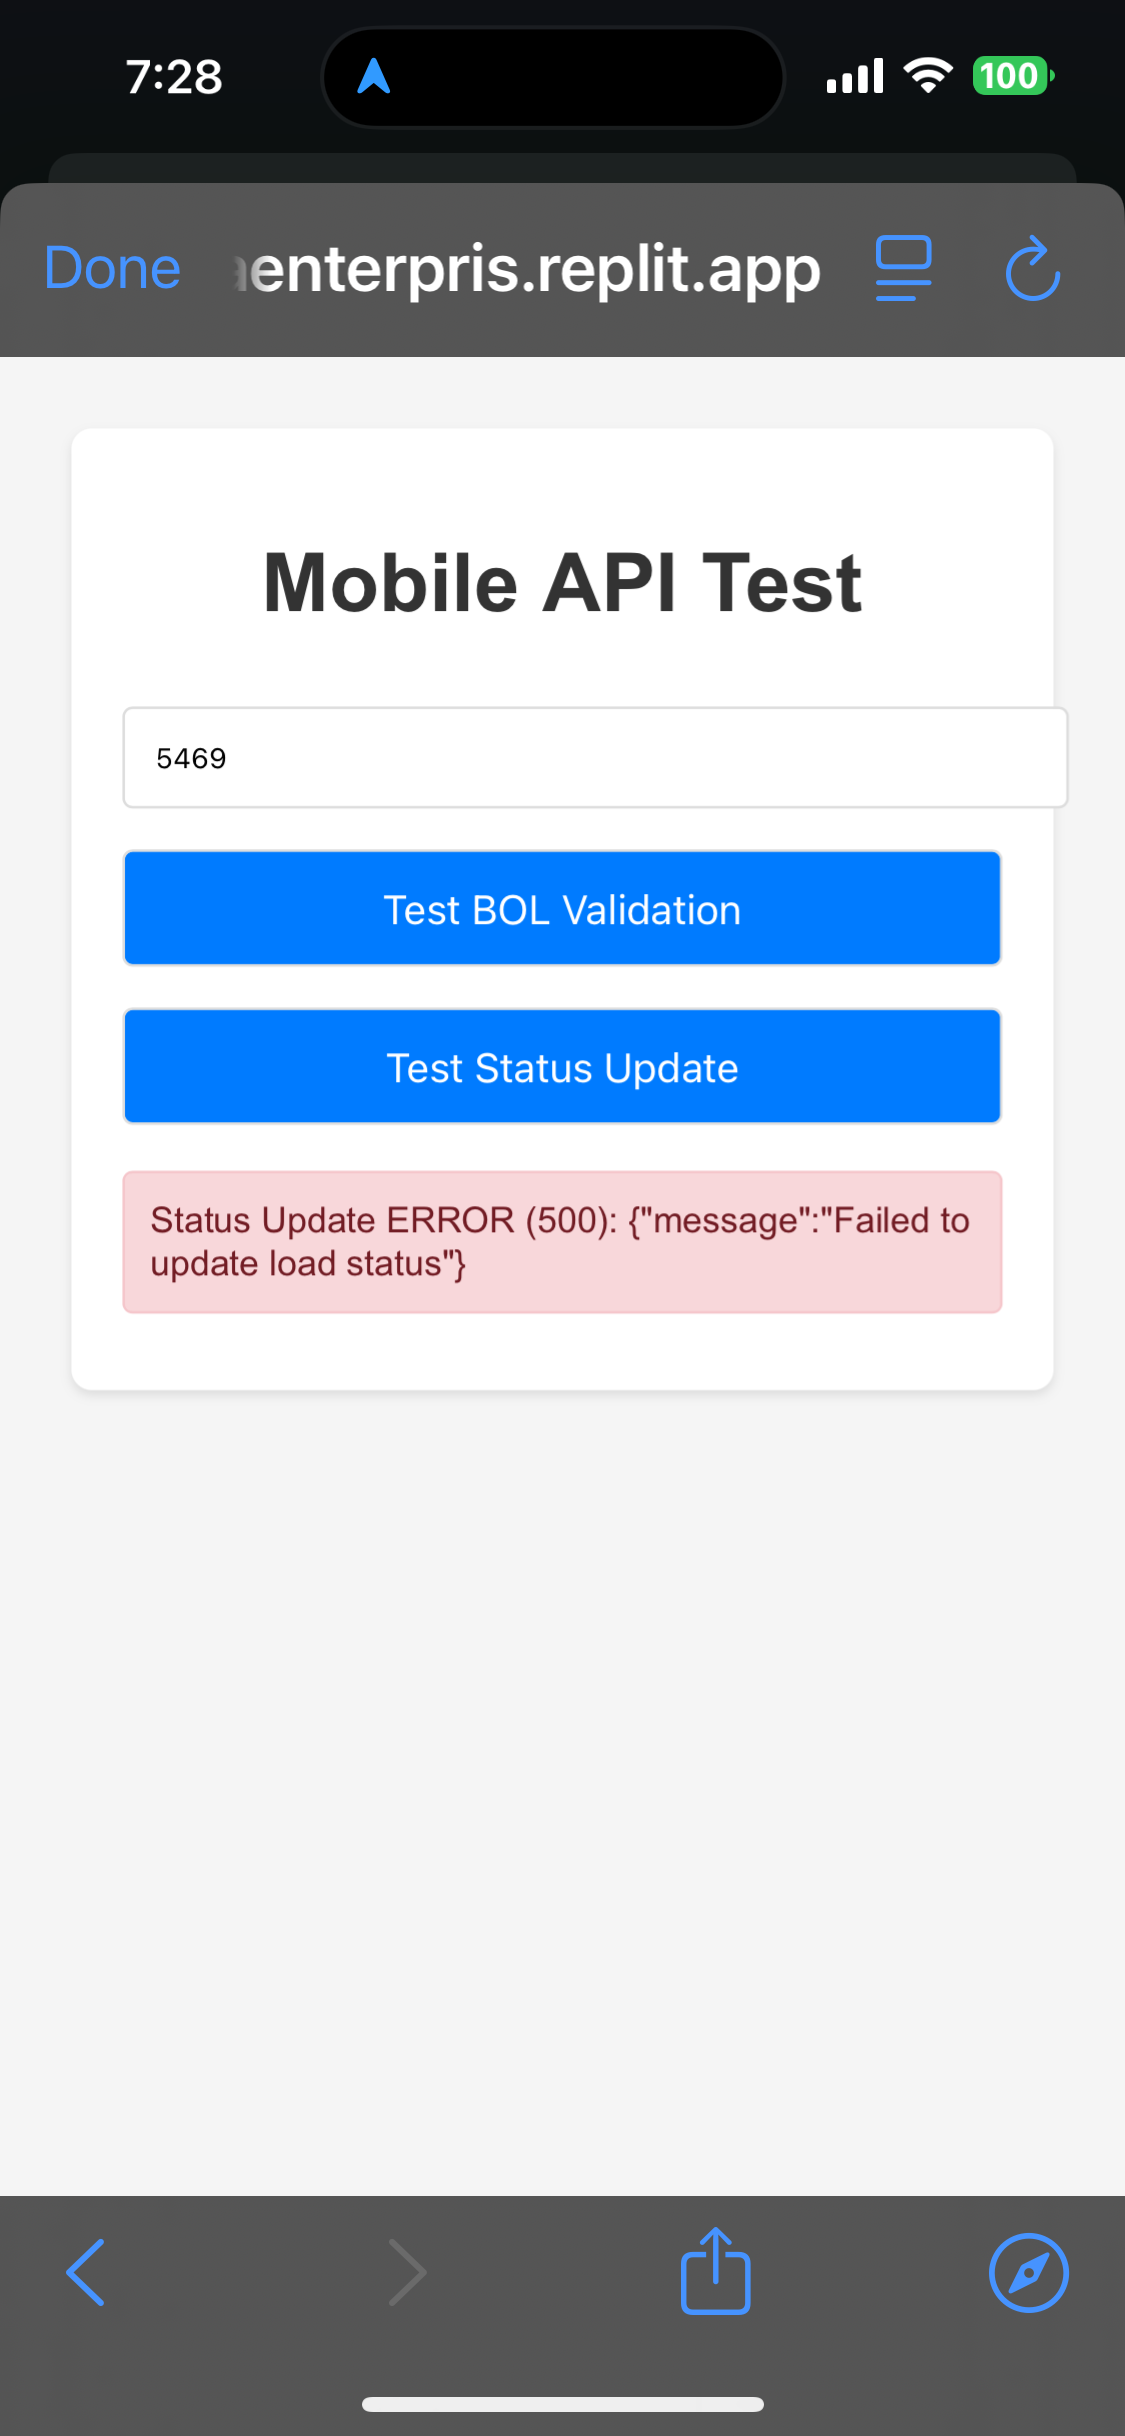 7:28
100
Done
enterpris.replit.app
Mobile API Test
5469
Test BOL Validation
Test Status Update
Status Update ERROR (500): {"message":"Failed to
update load status"}